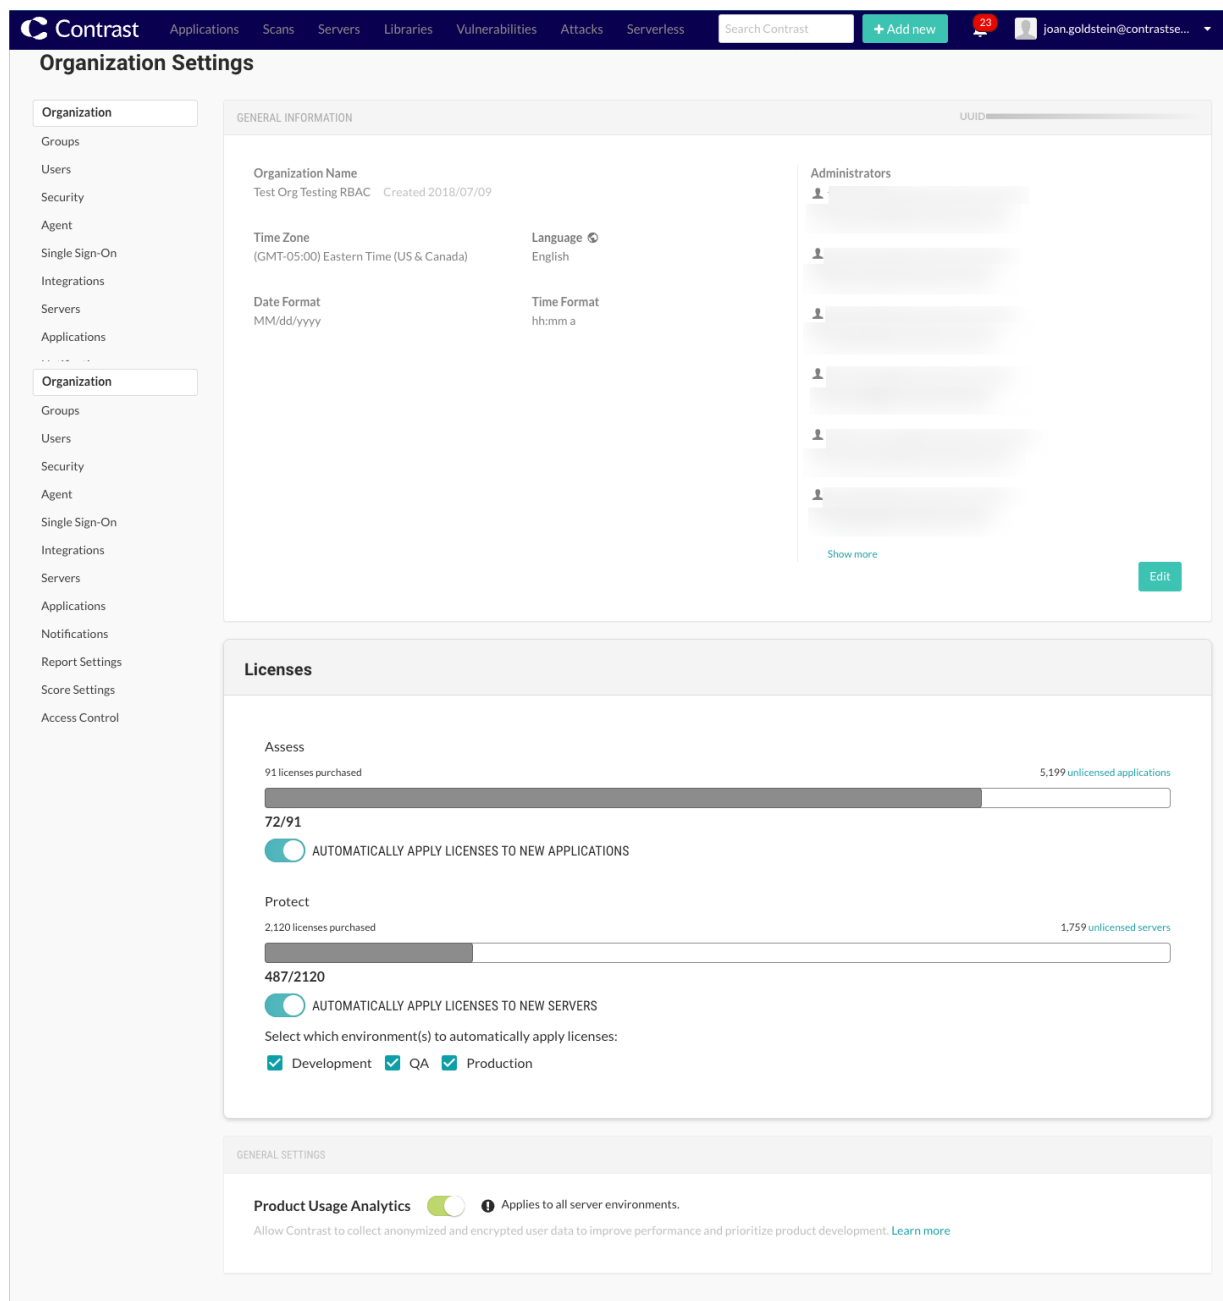 Contrast Applications Scans Servers Libraries Vulnerabilities Attacks Serverless Search Contrast + Add new 23 joan.goldstein@contrastse...
Organization Settings
Organization
Groups
Users
Security
Agent
Single Sign-On
Integrations
Servers
Applications
Organization
Groups
Users
Security
Agent
Single Sign-On
Integrations
Servers
Applications
Notifications
Report Settings
Score Settings
Access Control
GENERAL INFORMATION UUID
Organization Name
Test Org Testing RBAC Created 2018/07/09
Time Zone Language
(GMT-05:00) Eastern Time (US & Canada) English
Date Format Time Format
MM/dd/yyyy hh:mm a
Administrators
Show more
Edit
Licenses
Assess
91 licenses purchased 5,199 unlicensed applications
72/91
AUTOMATICALLY APPLY LICENSES TO NEW APPLICATIONS
Protect
2,120 licenses purchased 1,759 unlicensed servers
487/2120
AUTOMATICALLY APPLY LICENSES TO NEW SERVERS
Select which environment(s) to automatically apply licenses:
Development QA Production
GENERAL SETTINGS
Product Usage Analytics Applies to all server environments.
Allow Contrast to collect anonymized and encrypted user data to improve performance and prioritize product development. Learn more